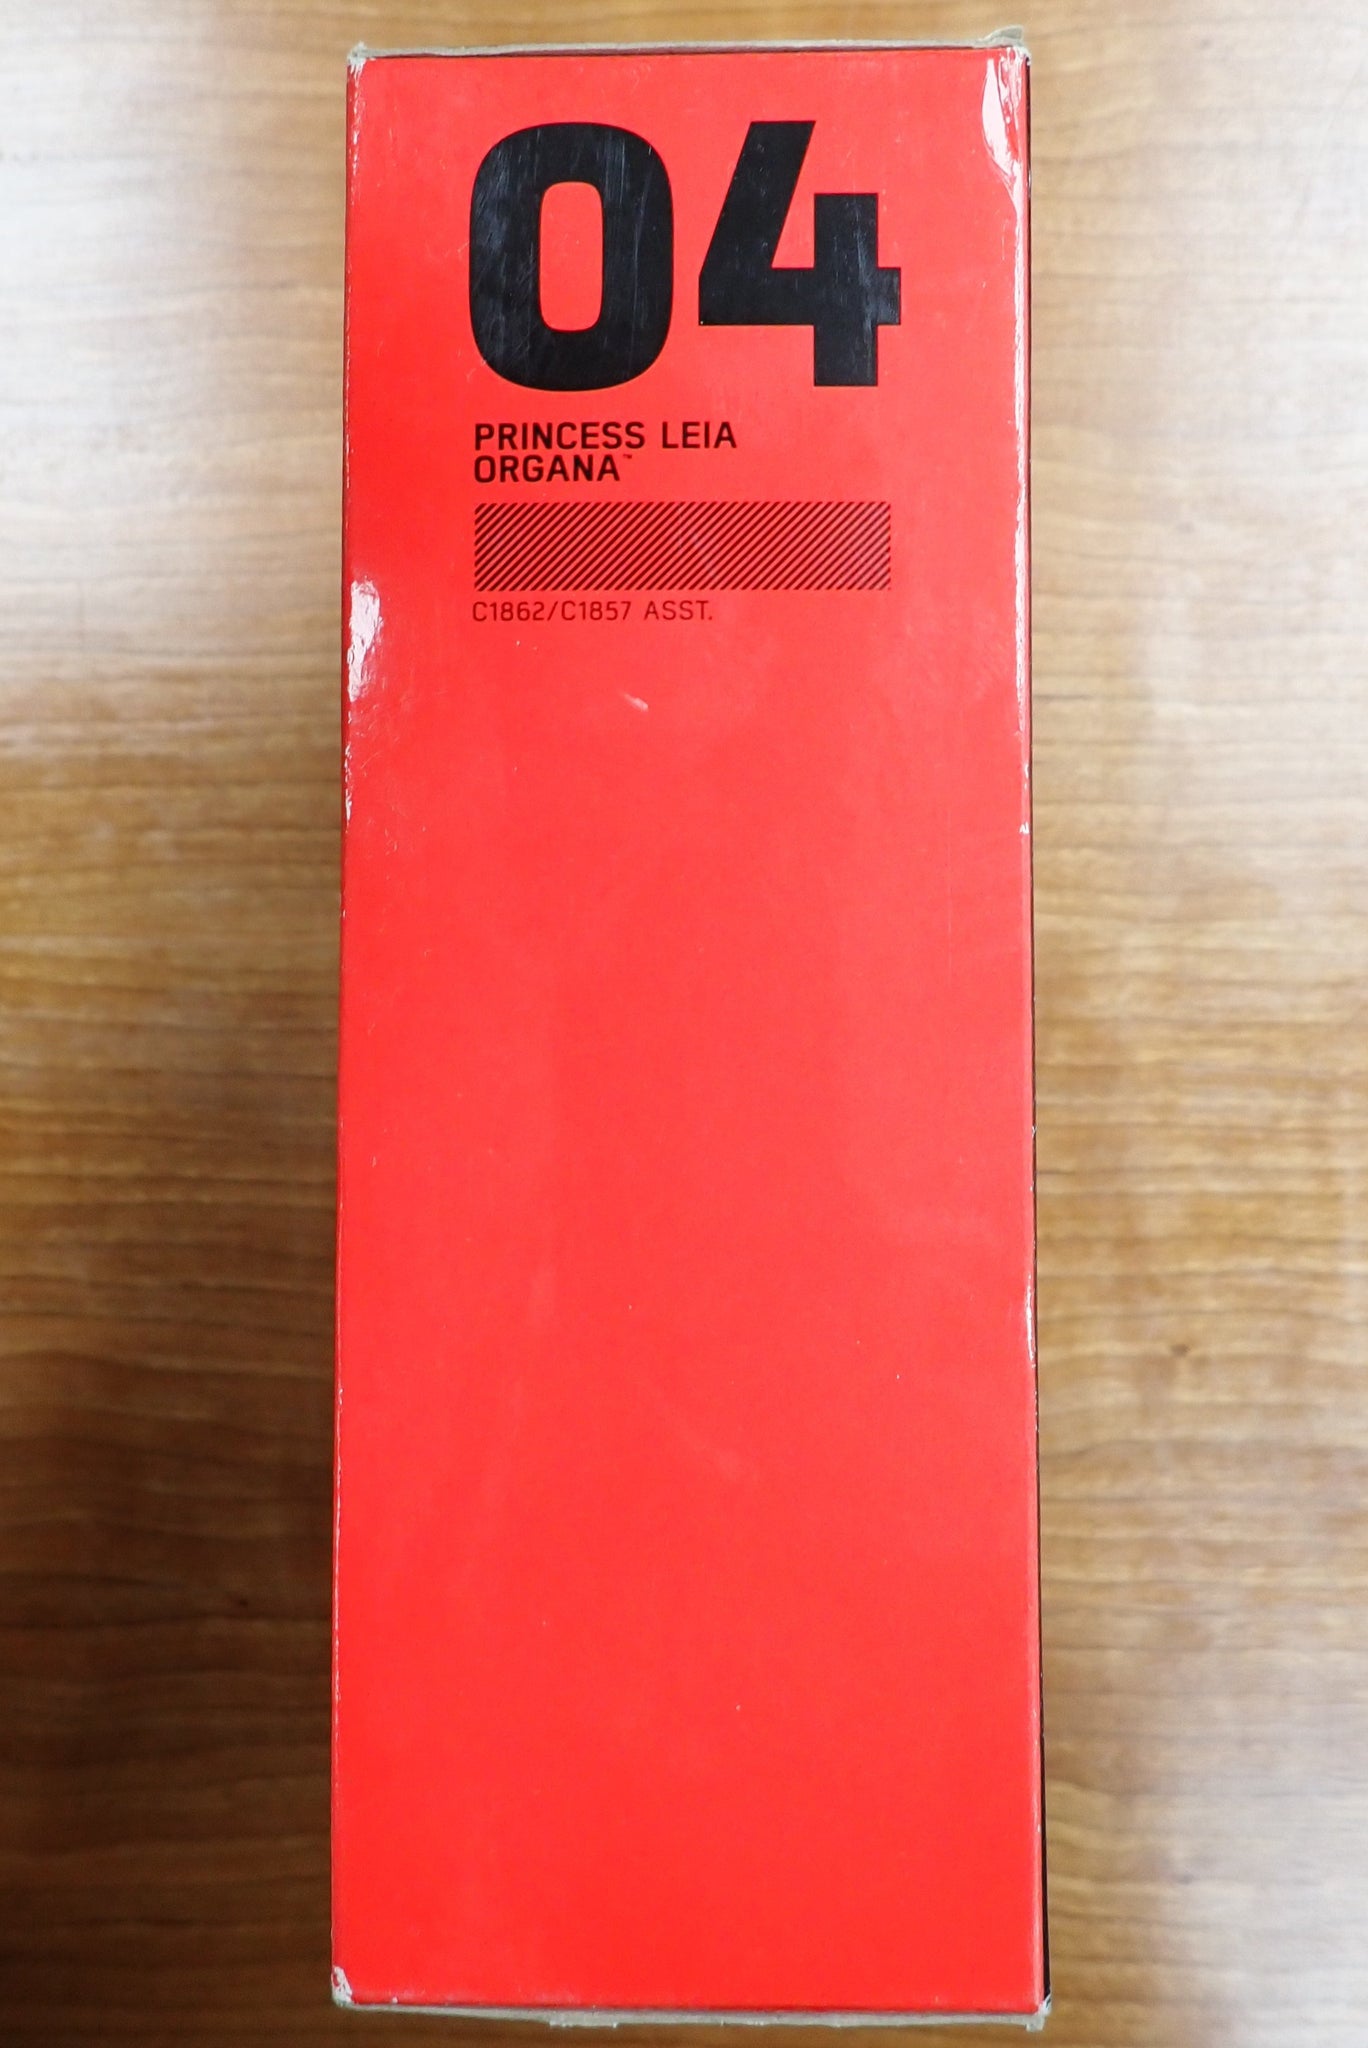 04
PRINCESS LEIA
ORGANA™
C1862/C1857 ASST.